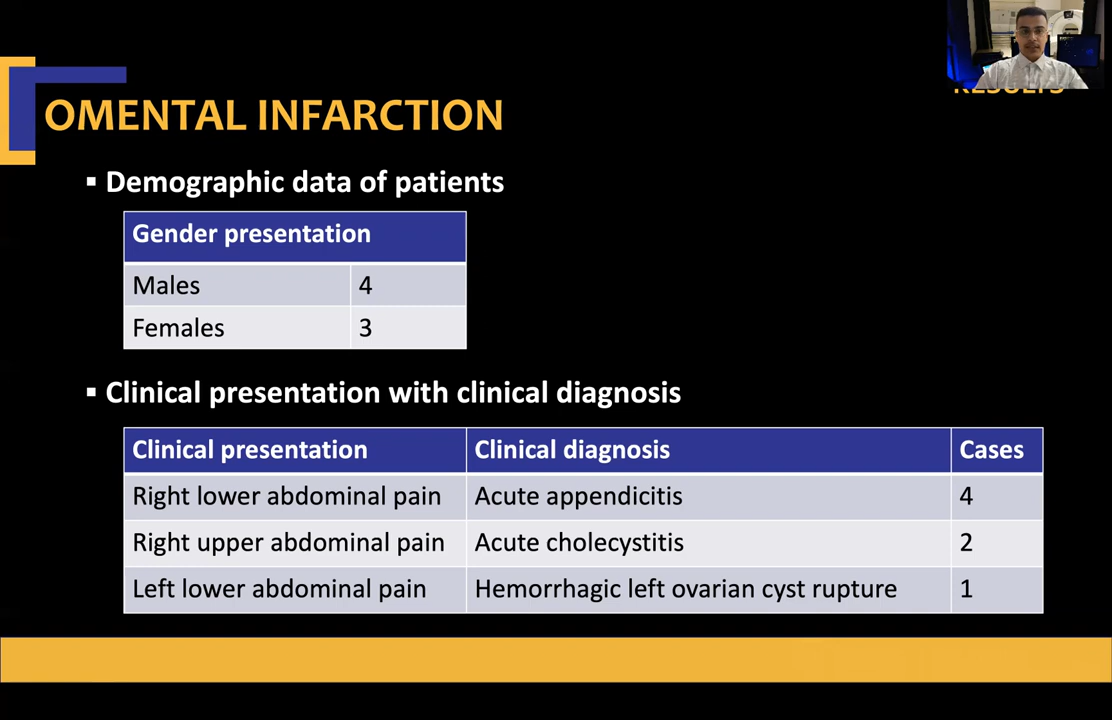 RESULTS
OMENTAL INFARCTION
▪ Demographic data of patients
Gender presentation
Males 4
Females 3
▪ Clinical presentation with clinical diagnosis
Clinical presentation Clinical diagnosis Cases
Right lower abdominal pain Acute appendicitis 4
Right upper abdominal pain Acute cholecystitis 2
Left lower abdominal pain Hemorrhagic left ovarian cyst rupture 1